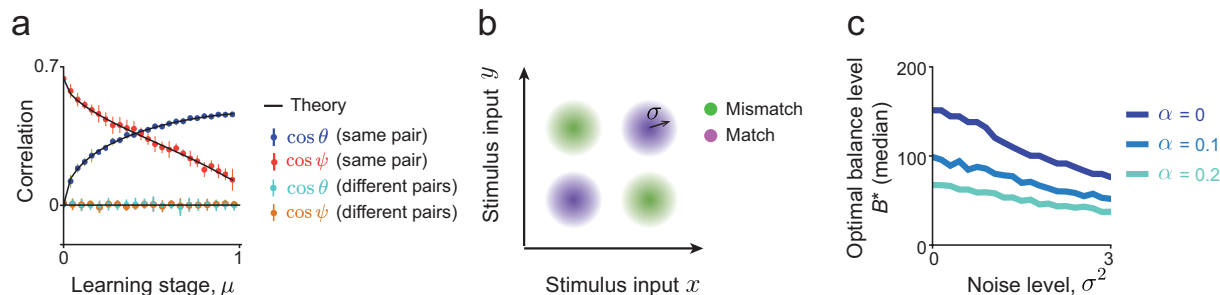 a
0.7
Correlation
0
0
1
Learning stage, μ
Theory
cos θ (same pair)
cos ψ (same pair)
cos θ (different pairs)
cos ψ (different pairs)
b
Stimulus input y
σ
Stimulus input x
Mismatch
Match
c
Optimal balance level
B* (median)
200
100
0
0
3
Noise level, σ²
α = 0
α = 0.1
α = 0.2